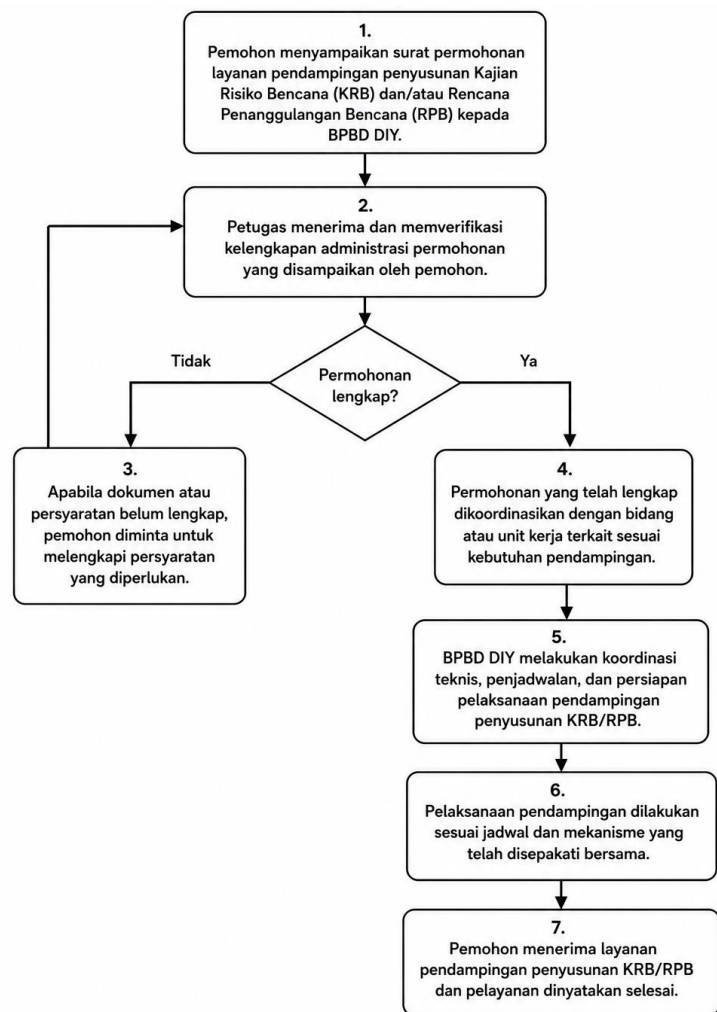 1.
Pemohon menyampaikan surat permohonan
layanan pendampingan penyusunan Kajian
Risiko Bencana (KRB) dan/atau Rencana
Penanggulangan Bencana (RPB) kepada
BPBD DIY.
2.
Petugas menerima dan memverifikasi
kelengkapan administrasi permohonan
yang disampaikan oleh pemohon.
Permohonan
lengkap?
Tidak
Ya
3.
Apabila dokumen atau
persyaratan belum lengkap,
pemohon diminta untuk
melengkapi persyaratan
yang diperlukan.
4.
Permohonan yang telah lengkap
dikoordinasikan dengan bidang
atau unit kerja terkait sesuai
kebutuhan pendampingan.
5.
BPBD DIY melakukan koordinasi
teknis, penjadwalan, dan persiapan
pelaksanaan pendampingan
penyusunan KRB/RPB.
6.
Pelaksanaan pendampingan dilakukan
sesuai jadwal dan mekanisme yang
telah disepakati bersama.
7.
Pemohon menerima layanan
pendampingan penyusunan KRB/RPB
dan pelayanan dinyatakan selesai.